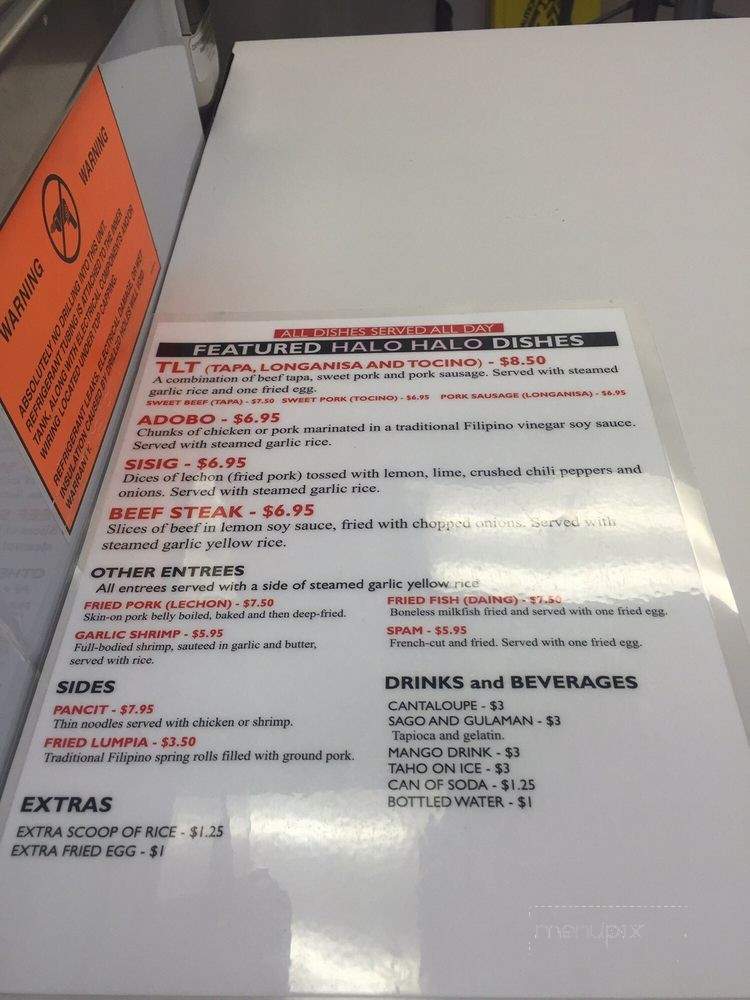 WARNING
WARNING
ABSOLUTELY NO DRILLING INTO THIS UNIT.
REFRIGERANT TUBING IS ATTACHED TO THE INNER
TANK, ALONG WITH ELECTRICAL COMPONENTS AND/OR
WIRING LOCATED UNDER TOP CAPPING.
REFRIGERANT LEAKS, ELECTRICAL DAMAGE OR WET
INSULATION CAUSED BY DRILLED HOLES WILL VOID
WARRANTY.
ALL DISHES SERVED ALL DAY
FEATURED HALO HALO DISHES
TLT (TAPA, LONGANISA AND TOCINO) - $8.50
A combination of beef tapa, sweet pork and pork sausage. Served with steamed
garlic rice and one fried egg.
SWEET BEEF (TAPA) - $7.50 SWEET PORK (TOCINO) - $6.95 PORK SAUSAGE (LONGANISA) - $6.95
ADOBO - $6.95
Chunks of chicken or pork marinated in a traditional Filipino vinegar soy sauce.
Served with steamed garlic rice.
SISIG - $6.95
Dices of lechon (fried pork) tossed with lemon, lime, crushed chili peppers and
onions. Served with steamed garlic rice.
BEEF STEAK - $6.95
Slices of beef in lemon soy sauce, fried with chopped onions. Served with
steamed garlic yellow rice.
OTHER ENTREES
All entrees served with a side of steamed garlic yellow rice
FRIED PORK (LECHON) - $7.50
Skin-on pork belly boiled, baked and then deep-fried.
GARLIC SHRIMP - $5.95
Full-bodied shrimp, sauteed in garlic and butter,
served with rice.
FRIED FISH (DAING) - $7.50
Boneless milkfish fried and served with one fried egg.
SPAM - $5.95
French-cut and fried. Served with one fried egg.
SIDES
PANCIT - $7.95
Thin noodles served with chicken or shrimp.
FRIED LUMPIA - $3.50
Traditional Filipino spring rolls filled with ground pork.
DRINKS and BEVERAGES
CANTALOUPE - $3
SAGO AND GULAMAN - $3
Tapioca and gelatin.
MANGO DRINK - $3
TAHO ON ICE - $3
CAN OF SODA - $1.25
BOTTLED WATER - $1
EXTRAS
EXTRA SCOOP OF RICE - $1.25
EXTRA FRIED EGG - $1
menupix